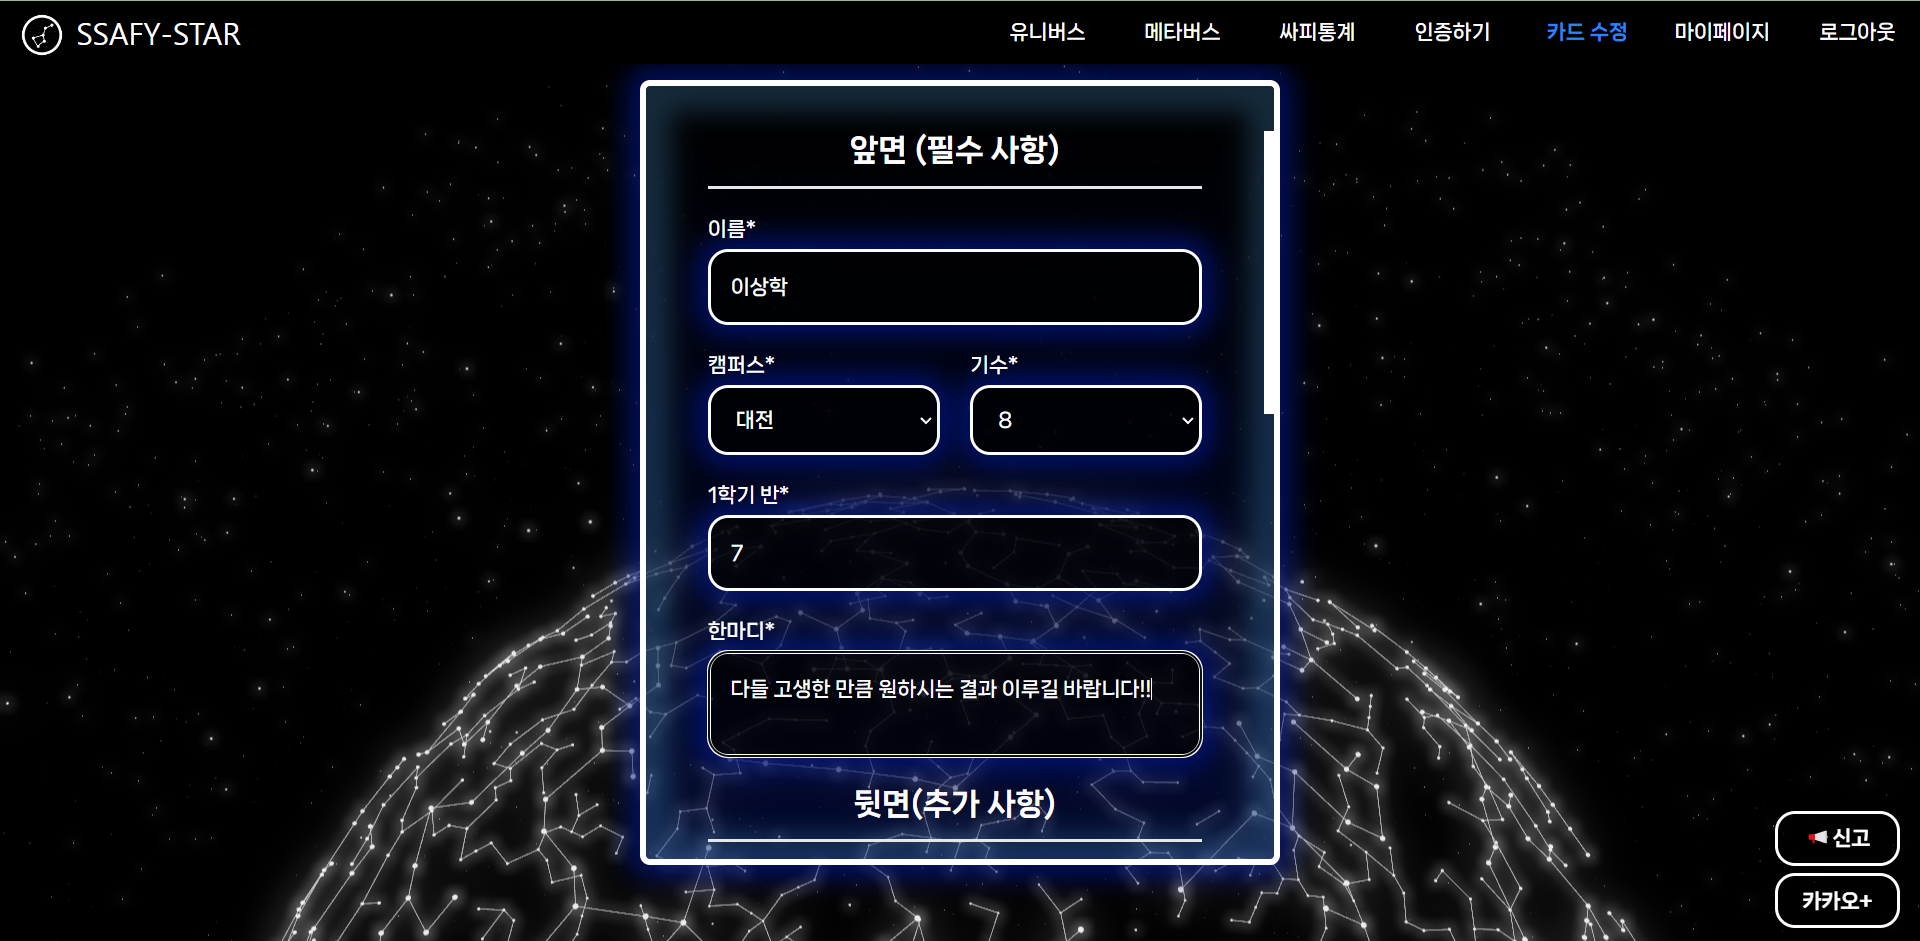 SSAFY-STAR
유니버스 메타버스 싸피통계 인증하기 카드 수정 마이페이지 로그아웃
앞면 (필수 사항)
이름*
이상학
캠퍼스* 기수*
대전 8
1학기 반*
7
한마디*
다들 고생한 만큼 원하시는 결과 이루길 바랍니다!!
뒷면(추가 사항)
신고
카카오+